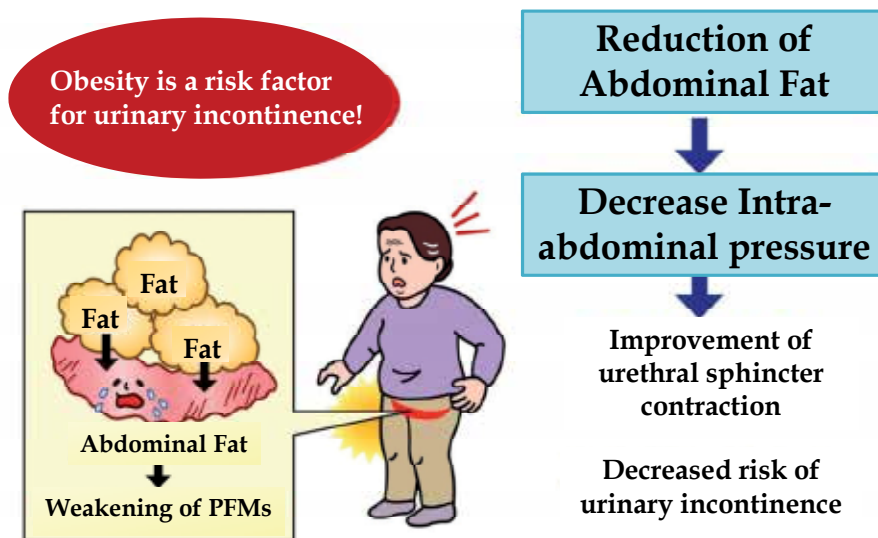 Obesity is a risk factor
for urinary incontinence!
Reduction of
Abdominal Fat
Decrease Intra-
abdominal pressure
Improvement of
urethral sphincter
contraction
Decreased risk of
urinary incontinence
Fat
Fat
Fat
Abdominal Fat
Weakening of PFMs